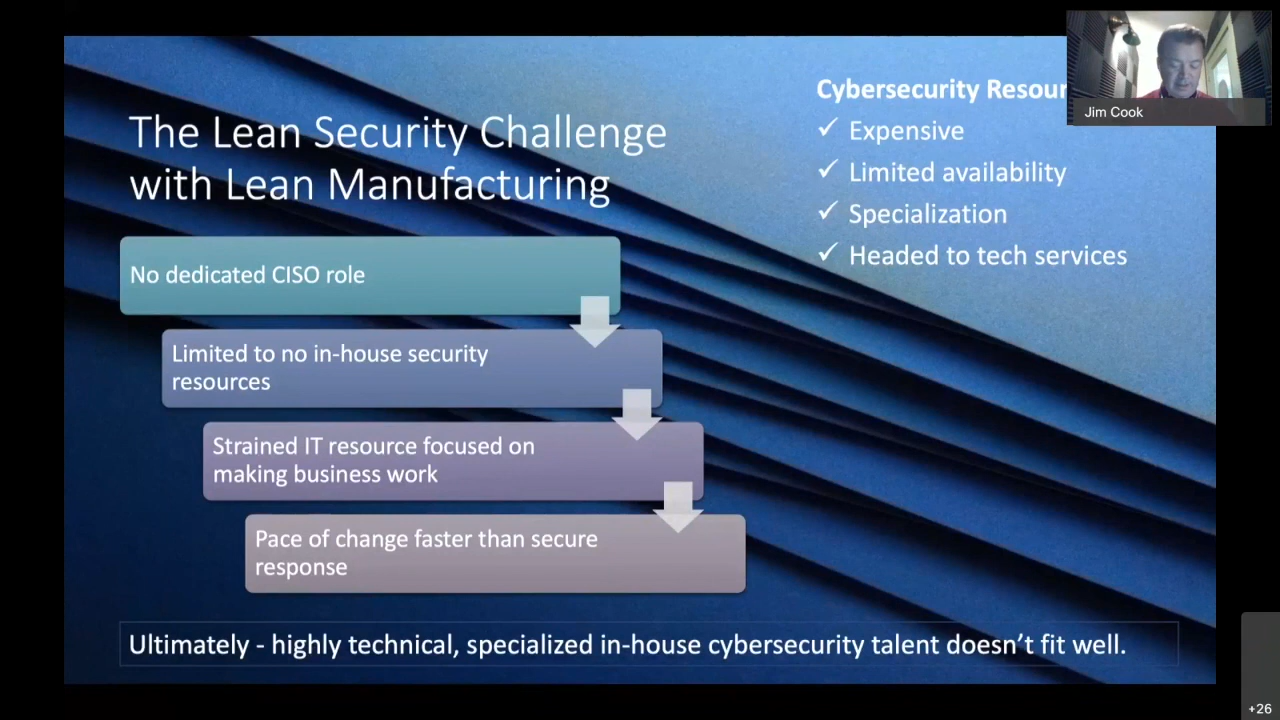 The Lean Security Challenge
with Lean Manufacturing
No dedicated CISO role
Limited to no in-house security
resources
Strained IT resource focused on
making business work
Pace of change faster than secure
response
Ultimately - highly technical, specialized in-house cybersecurity talent doesn’t fit well.
Cybersecurity Resour
✓ Expensive
✓ Limited availability
✓ Specialization
✓ Headed to tech services
Jim Cook
+26